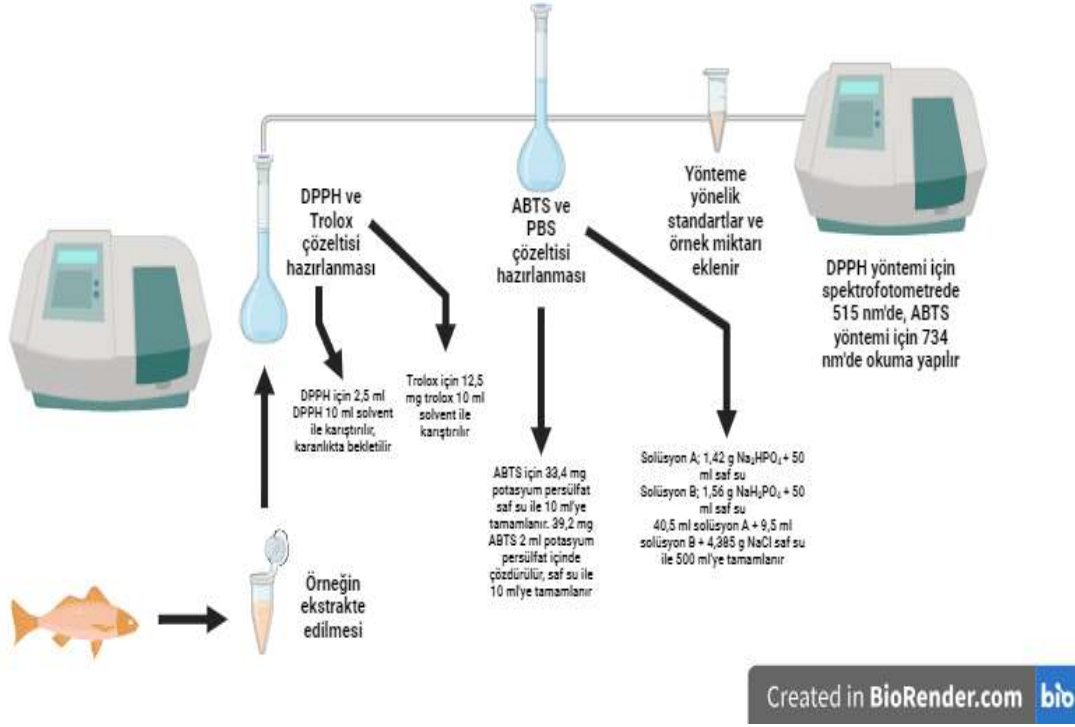 DPPH ve
Trolox
çözeltisi
hazırlanması
ABTS ve
PBS
çözeltisi
hazırlanması
Yönteme
yönelik
standartlar ve
örnek miktarı
eklenir
DPPH yöntemi için
spektrofotometrede
515 nm'de, ABTS
yöntemi için 734
nm'de okuma yapılır
DPPH için 2,5 ml
DPPH 10 ml solvent
ile karıştırılır,
karanlıkta bekletilir
Trolox için 12,5
mg trolox 10 ml
solvent ile
karıştırılır
ABTS için 33,4 mg
potasyum persülfat
saf su ile 10 ml'ye
tamamlanır. 39,2 mg
ABTS 2 ml potasyum
persülfat içinde
çözdürülür, saf su ile
10 ml'ye tamamlanır
Solüsyon A; 1,42 g Na₂HPO₄ + 50
ml saf su
Solüsyon B; 1,56 g NaH₂PO₄ + 50
ml saf su
40,5 ml solüsyon A + 9,5 ml
solüsyon B + 4,385 g NaCl saf su
ile 500 ml'ye tamamlanır
Örneğin
ekstrakte
edilmesi
Created in BioRender.com bio